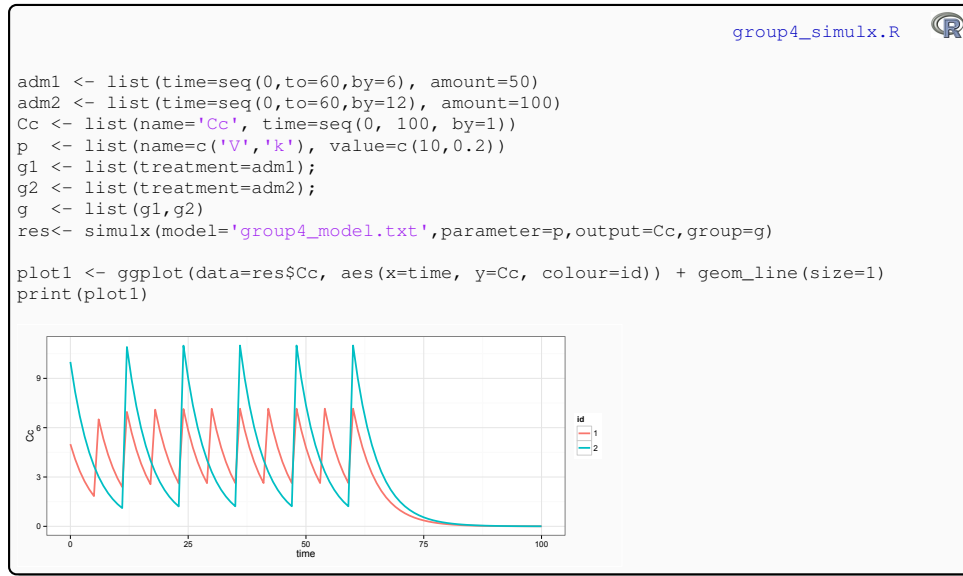 group4_simulx.R
adm1 <- list(time=seq(0,to=60,by=6), amount=50)
adm2 <- list(time=seq(0,to=60,by=12), amount=100)
Cc <- list(name='Cc', time=seq(0, 100, by=1))
p  <- list(name=c('V','k'), value=c(10,0.2))
g1 <- list(treatment=adm1);
g2 <- list(treatment=adm2);
g  <- list(g1,g2)
res<- simulx(model='group4_model.txt',parameter=p,output=Cc,group=g)
plot1 <- ggplot(data=res$Cc, aes(x=time, y=Cc, colour=id)) + geom_line(size=1)
print(plot1)
9
6
3
0
Cc
0 25 50 75 100
time
id
1
2